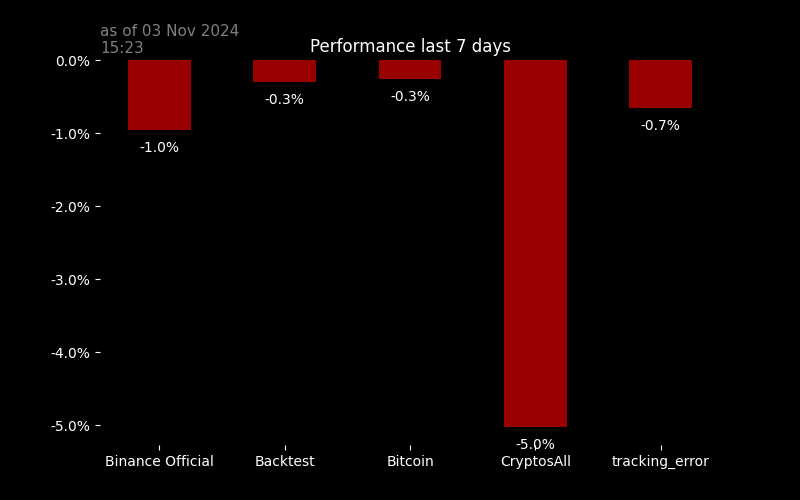 as of 03 Nov 2024
15:23
Performance last 7 days
0.0%
-1.0%
-2.0%
-3.0%
-4.0%
-5.0%
-1.0%
-0.3%
-0.3%
-5.0%
-0.7%
Binance Official
Backtest
Bitcoin
CryptosAll
tracking_error